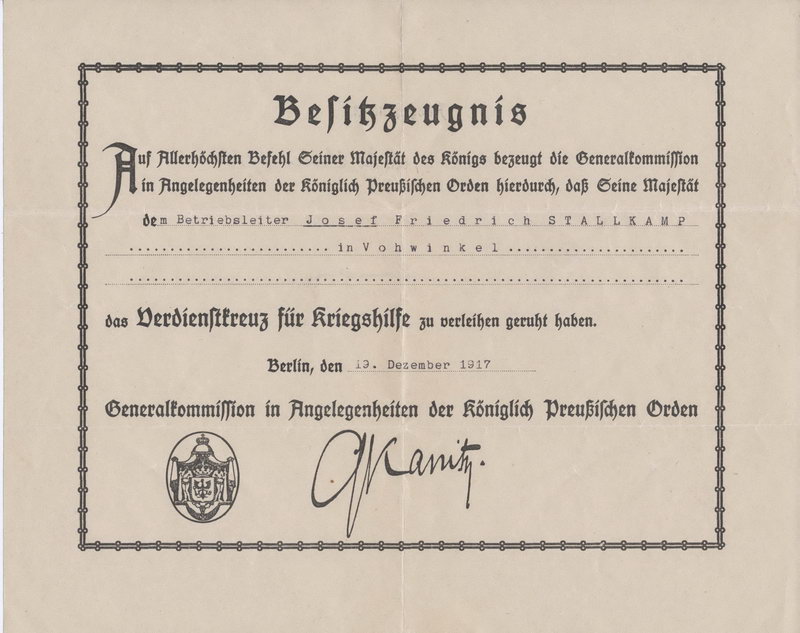 Besitzzeugnis
Auf Allerhöchsten Befehl Seiner Majestät des Königs bezeugt die Generalkommission
in Angelegenheiten der Königlich Preußischen Orden hierdurch, daß Seine Majestät
dem Betriebsleiter Josef Friedrich STALLKAMP
in Vohwinkel
das Verdienstkreuz für Kriegshilfe zu verleihen geruht haben.
Berlin, den 19. Dezember 1917
Generalkommission in Angelegenheiten der Königlich Preußischen Orden
GKanitz.